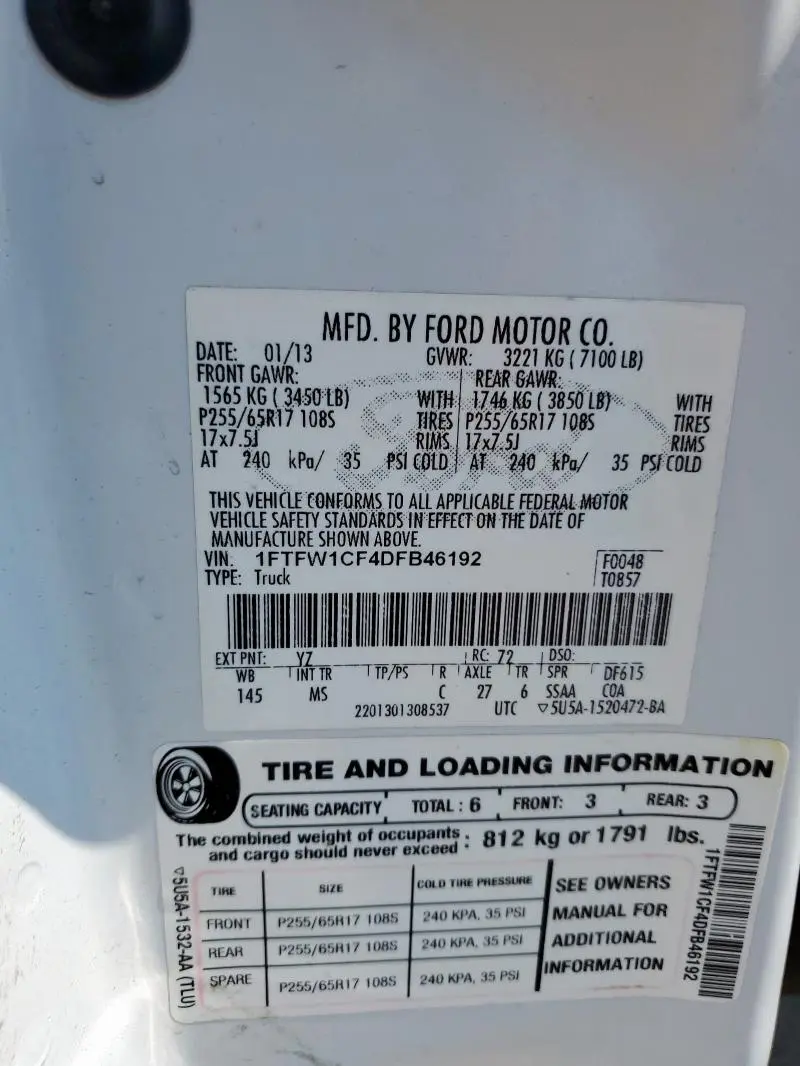 MFD. BY FORD MOTOR CO.
DATE: 01/13 GVWR: 3221 KG ( 7100 LB)
FRONT GAWR: REAR GAWR:
1565 KG ( 3450 LB) WITH 1746 KG ( 3850 LB) WITH
P255/65R17 108S TIRES P255/65R17 108S TIRES
17x7.5J RIMS 17x7.5J RIMS
AT 240 kPa/ 35 PSI COLD AT 240 kPa/ 35 PSI COLD
THIS VEHICLE CONFORMS TO ALL APPLICABLE FEDERAL MOTOR
VEHICLE SAFETY STANDARDS IN EFFECT ON THE DATE OF
MANUFACTURE SHOWN ABOVE.
VIN: 1FTFW1CF4DFB46192 F0048
TYPE: Truck T0857
EXT PNT: YZ RC: 72 DSO:
WB INT TR TP/PS R AXLE TR SPR DF615
145 MS C 27 6 SSAA COA
2201301308537 UTC ▽5U5A-1520472-BA
TIRE AND LOADING INFORMATION
SEATING CAPACITY TOTAL : 6 FRONT: 3 REAR: 3
The combined weight of occupants
and cargo should never exceed : 812 kg or 1791 lbs.
TIRE SIZE COLD TIRE PRESSURE
FRONT P255/65R17 108S 240 KPA, 35 PSI
REAR P255/65R17 108S 240 KPA, 35 PSI
SPARE P255/65R17 108S 240 KPA, 35 PSI
SEE OWNERS
MANUAL FOR
ADDITIONAL
INFORMATION
▽5U5A-1532-AA (TLU)
1FTFW1CF4DFB46192